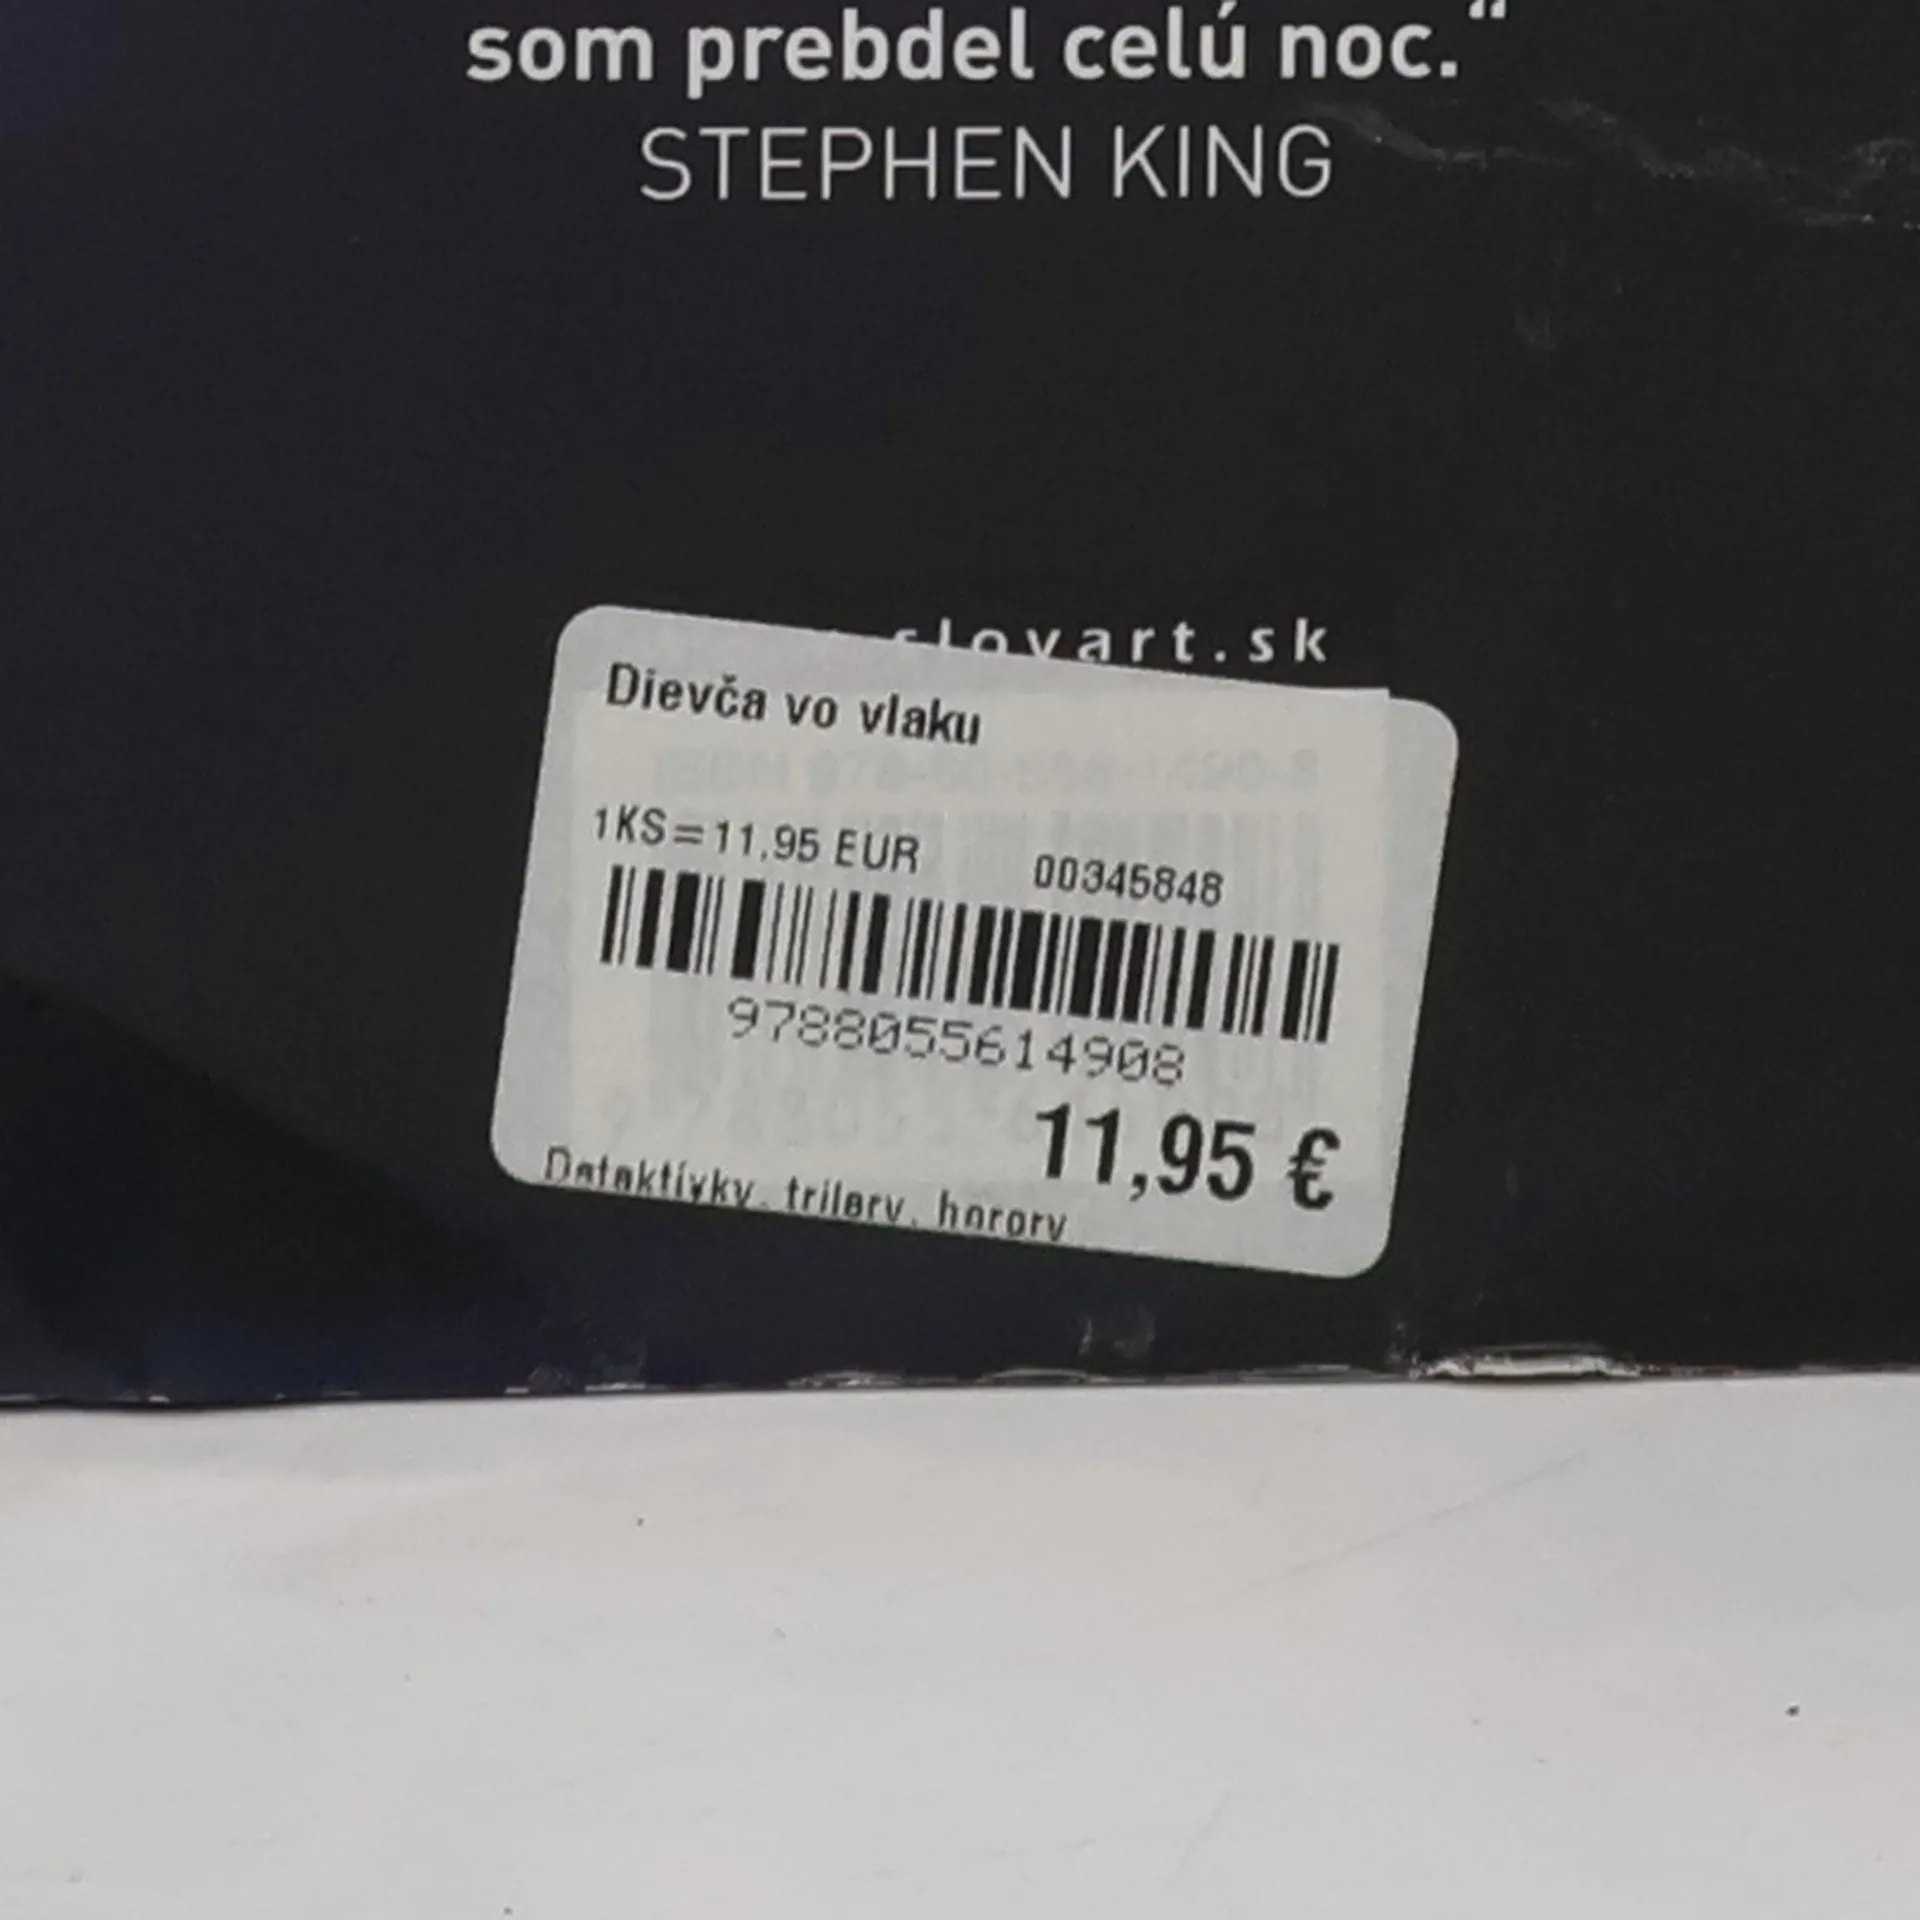 som prebdel celú noc.“
STEPHEN KING
slovart.sk
Dievča vo vlaku
1KS=11,95 EUR 00345848
9788055614908
11,95 €
Detektívky, trilery, horory